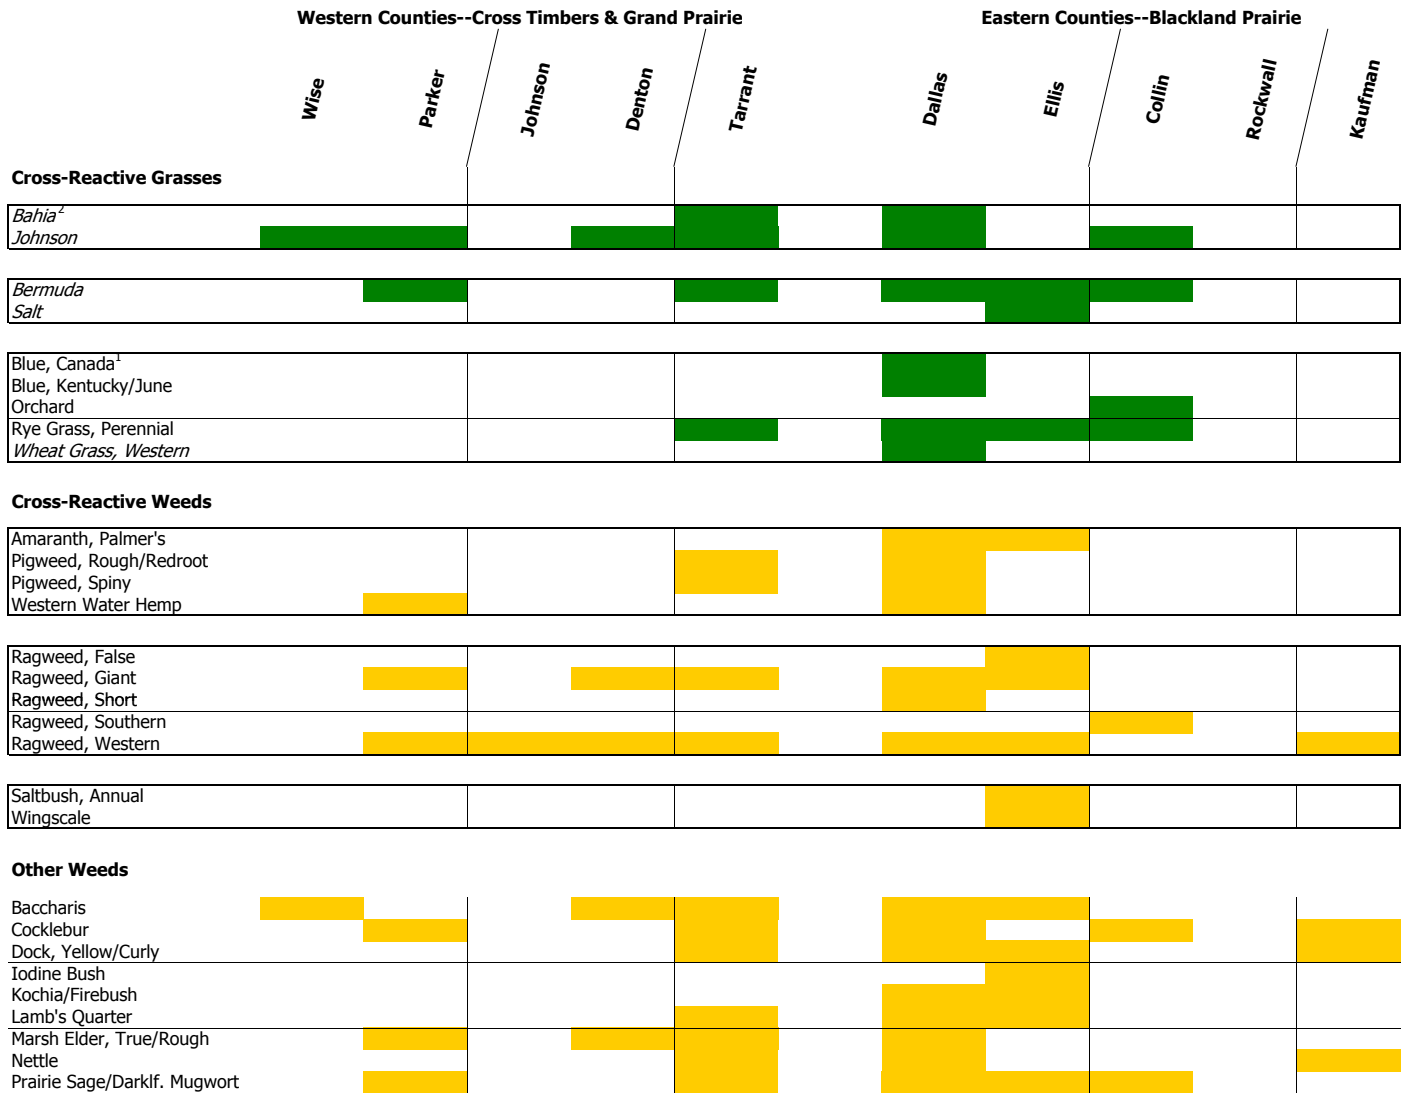 Western Counties--Cross Timbers & Grand Prairie Eastern Counties--Blackland Prairie
Wise Parker Johnson Denton Tarrant Dallas Ellis Collin Rockwall Kaufman
Cross-Reactive Grasses
Bahia²
Johnson
Bermuda
Salt
Blue, Canada¹
Blue, Kentucky/June
Orchard
Rye Grass, Perennial
Wheat Grass, Western
Cross-Reactive Weeds
Amaranth, Palmer's
Pigweed, Rough/Redroot
Pigweed, Spiny
Western Water Hemp
Ragweed, False
Ragweed, Giant
Ragweed, Short
Ragweed, Southern
Ragweed, Western
Saltbush, Annual
Wingscale
Other Weeds
Baccharis
Cocklebur
Dock, Yellow/Curly
Iodine Bush
Kochia/Firebush
Lamb's Quarter
Marsh Elder, True/Rough
Nettle
Prairie Sage/Darklf. Mugwort